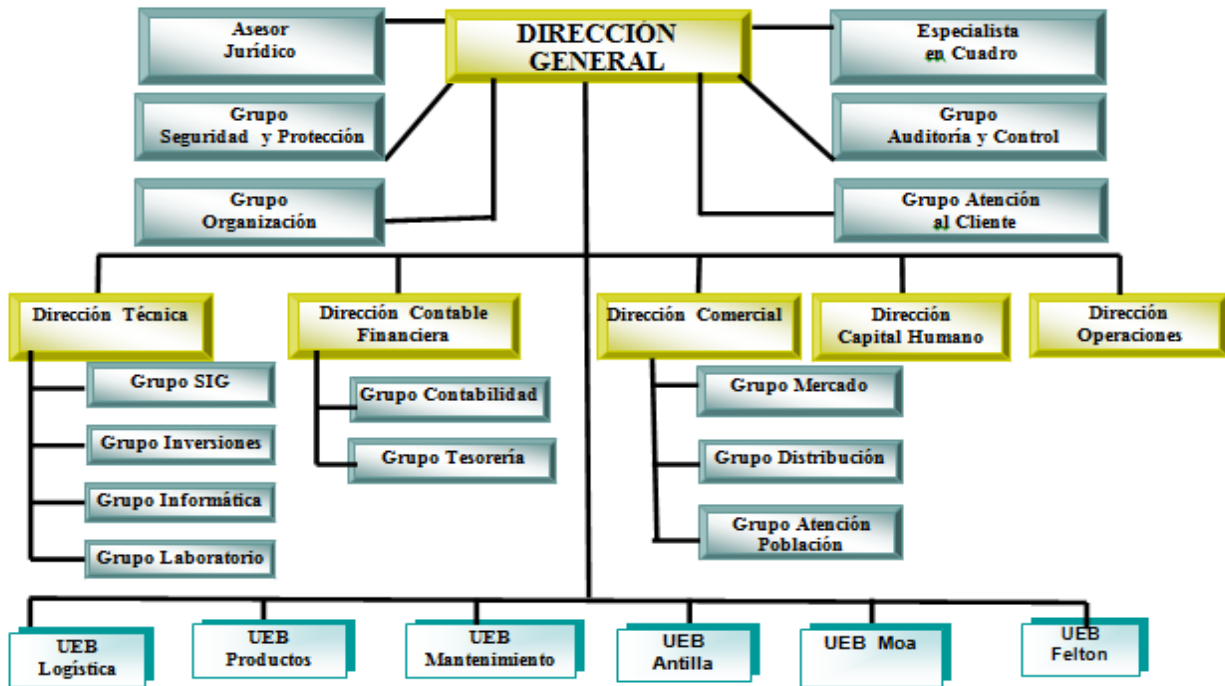 DIRECCIÓN
GENERAL
Asesor
Jurídico
Especialista
en Cuadro
Grupo
Seguridad y Protección
Grupo
Auditoría y Control
Grupo
Organización
Grupo Atención
al Cliente
Dirección Técnica
Dirección Contable
Financiera
Dirección Comercial
Dirección
Capital Humano
Dirección
Operaciones
Grupo SIG
Grupo Inversiones
Grupo Informática
Grupo Laboratorio
Grupo Contabilidad
Grupo Tesorería
Grupo Mercado
Grupo Distribución
Grupo Atención
Población
UEB
Logística
UEB
Productos
UEB
Mantenimiento
UEB
Antilla
UEB Moa
UEB
Felton